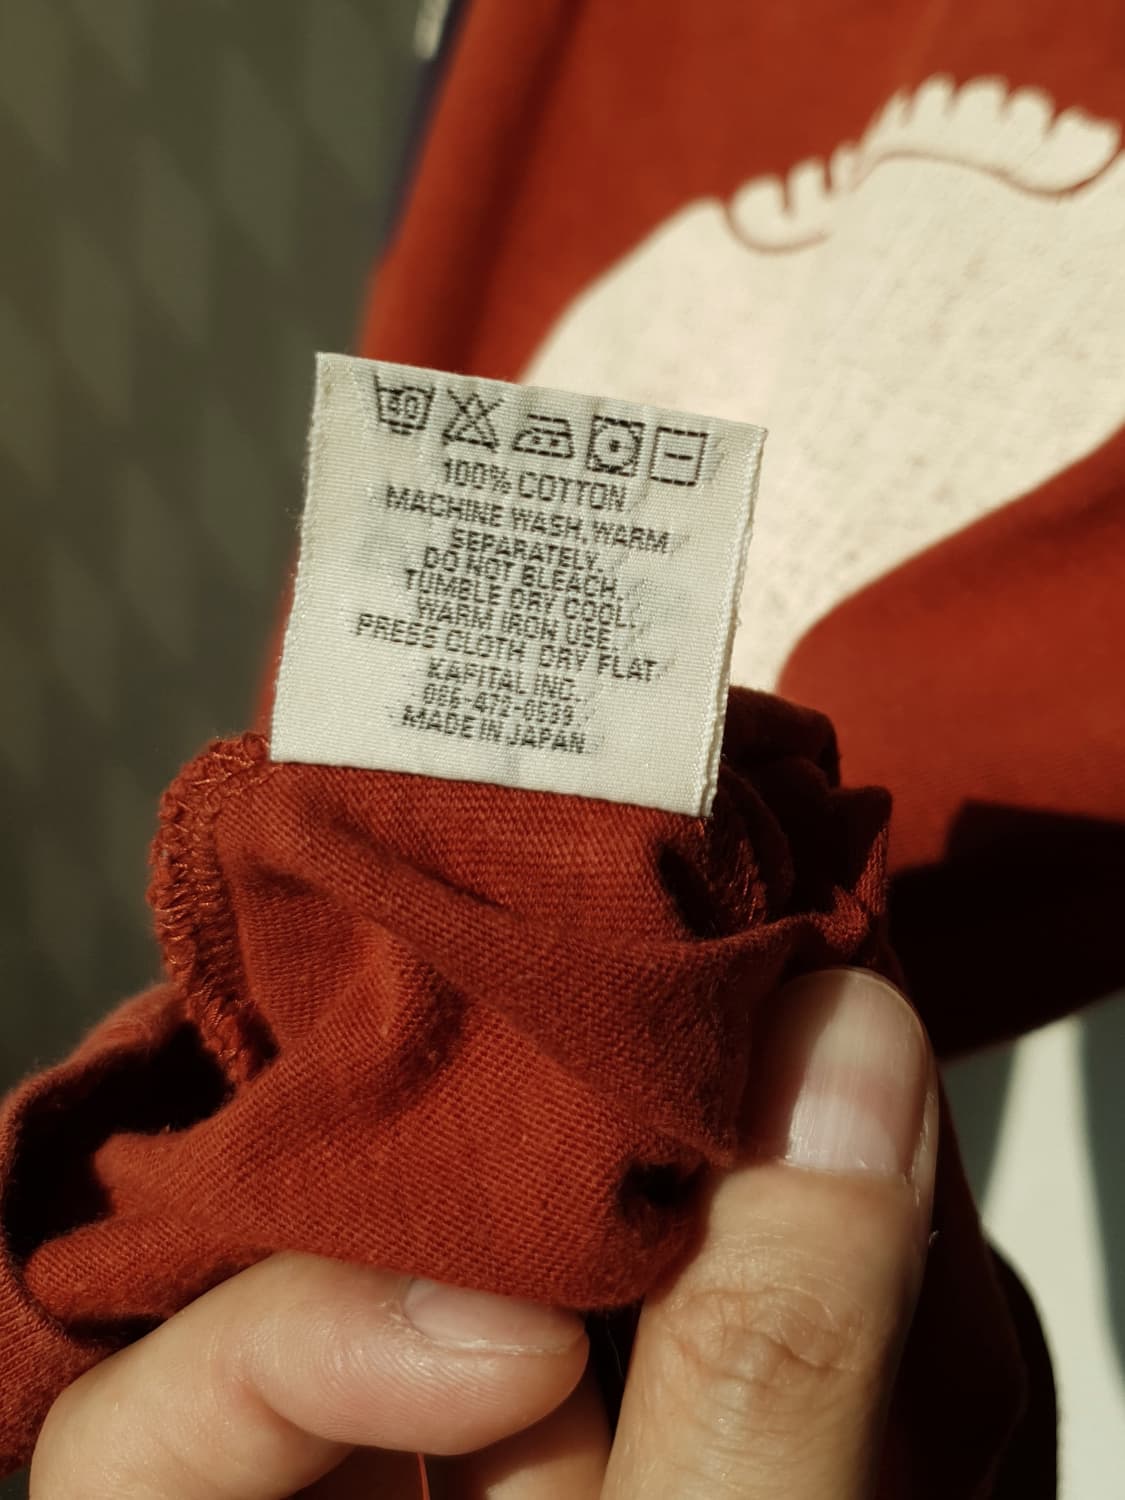 40
100% COTTON
MACHINE WASH, WARM
SEPARATELY.
DO NOT BLEACH.
TUMBLE DRY COOL.
WARM IRON USE
PRESS CLOTH DRY FLAT
KAPITAL INC.
086-472-0539
MADE IN JAPAN